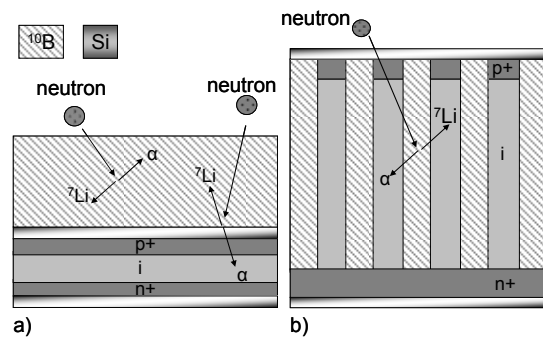 ¹⁰B
Si
neutron
neutron
α
⁷Li
⁷Li
p+
i
α
n+
a)
neutron
p+
⁷Li
i
α
n+
b)